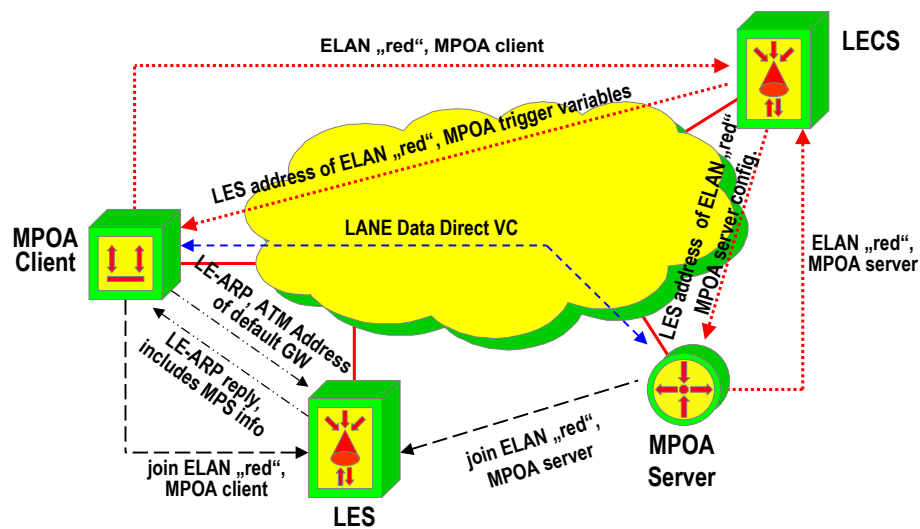 LECS
ELAN „red“, MPOA client
LES address of ELAN „red“, MPOA trigger variables
LES address  of ELAN „red“
MPOA server config.
LANE Data Direct VC
MPOA
Client
ELAN „red“,
MPOA server
LE-ARP, ATM Address
of default GW
LE-ARP reply,
includes MPS info
join ELAN „red“,
MPOA server
MPOA
Server
join ELAN „red“,
MPOA client
LES